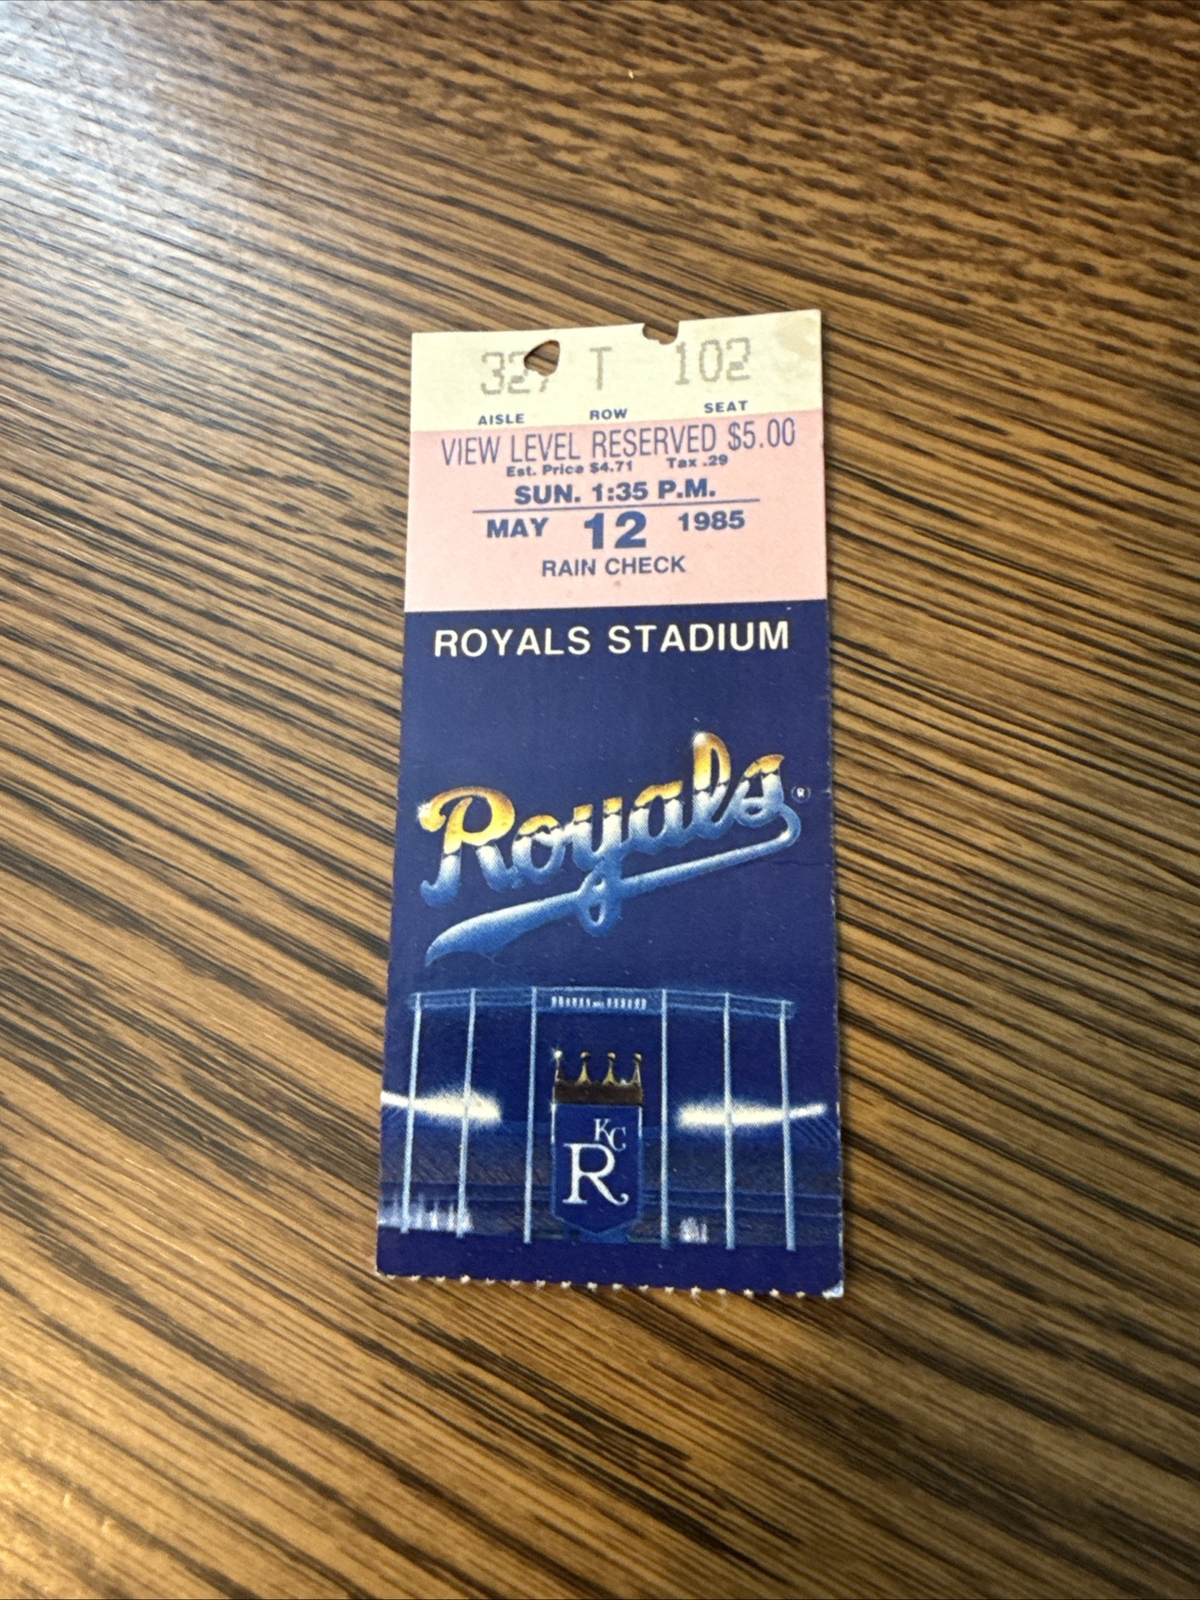 327 T 102
AISLE ROW SEAT
VIEW LEVEL RESERVED $5.00
Est. Price $4.71 Tax .29
SUN. 1:35 P.M.
MAY 12 1985
RAIN CHECK
ROYALS STADIUM
Royals ®
KC
R